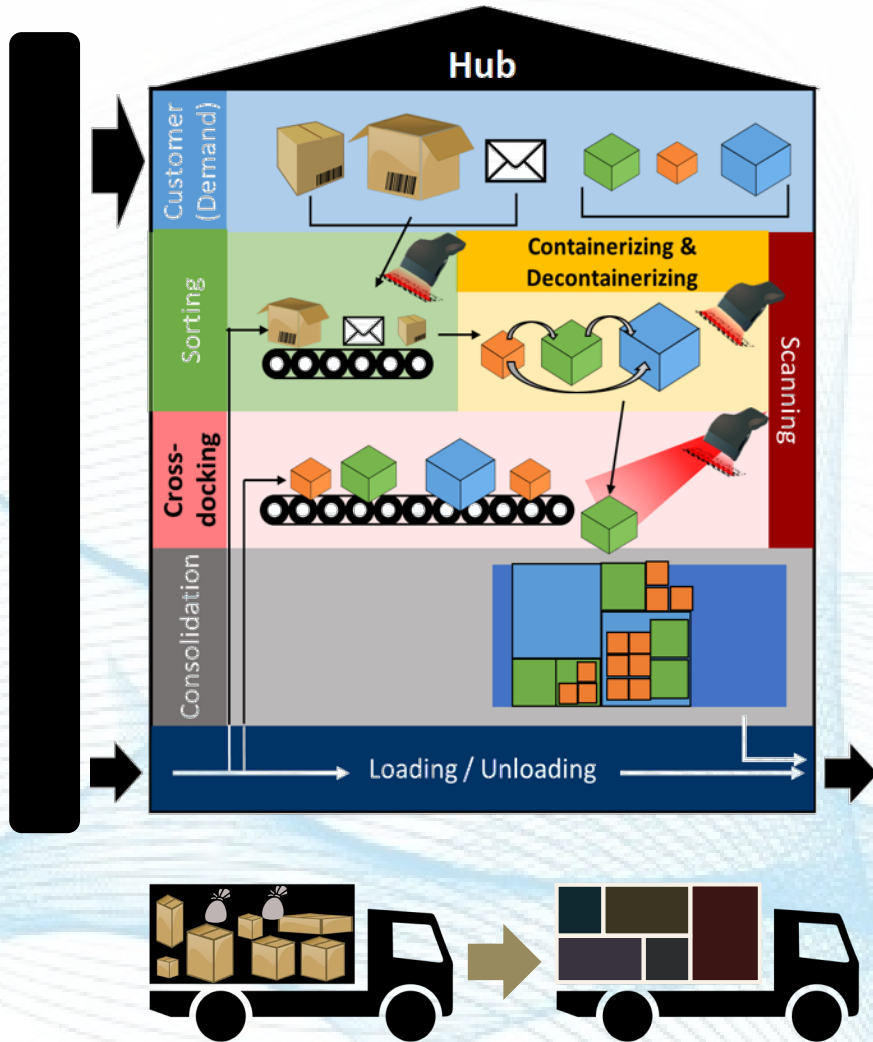 Hub
Customer
(Demand)
Containerizing &
Decontainerizing
Sorting
Scanning
Cross-
docking
Consolidation
Loading / Unloading